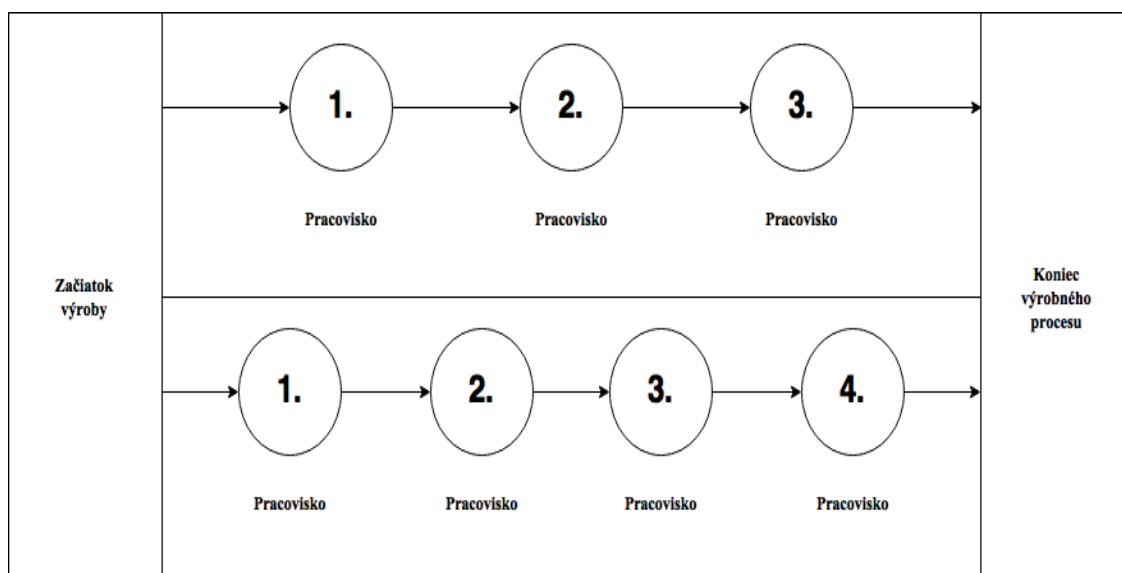 1. 2. 3.
Pracovisko Pracovisko Pracovisko
Začiatok
výroby
Koniec
výrobného
procesu
1. 2. 3. 4.
Pracovisko Pracovisko Pracovisko Pracovisko